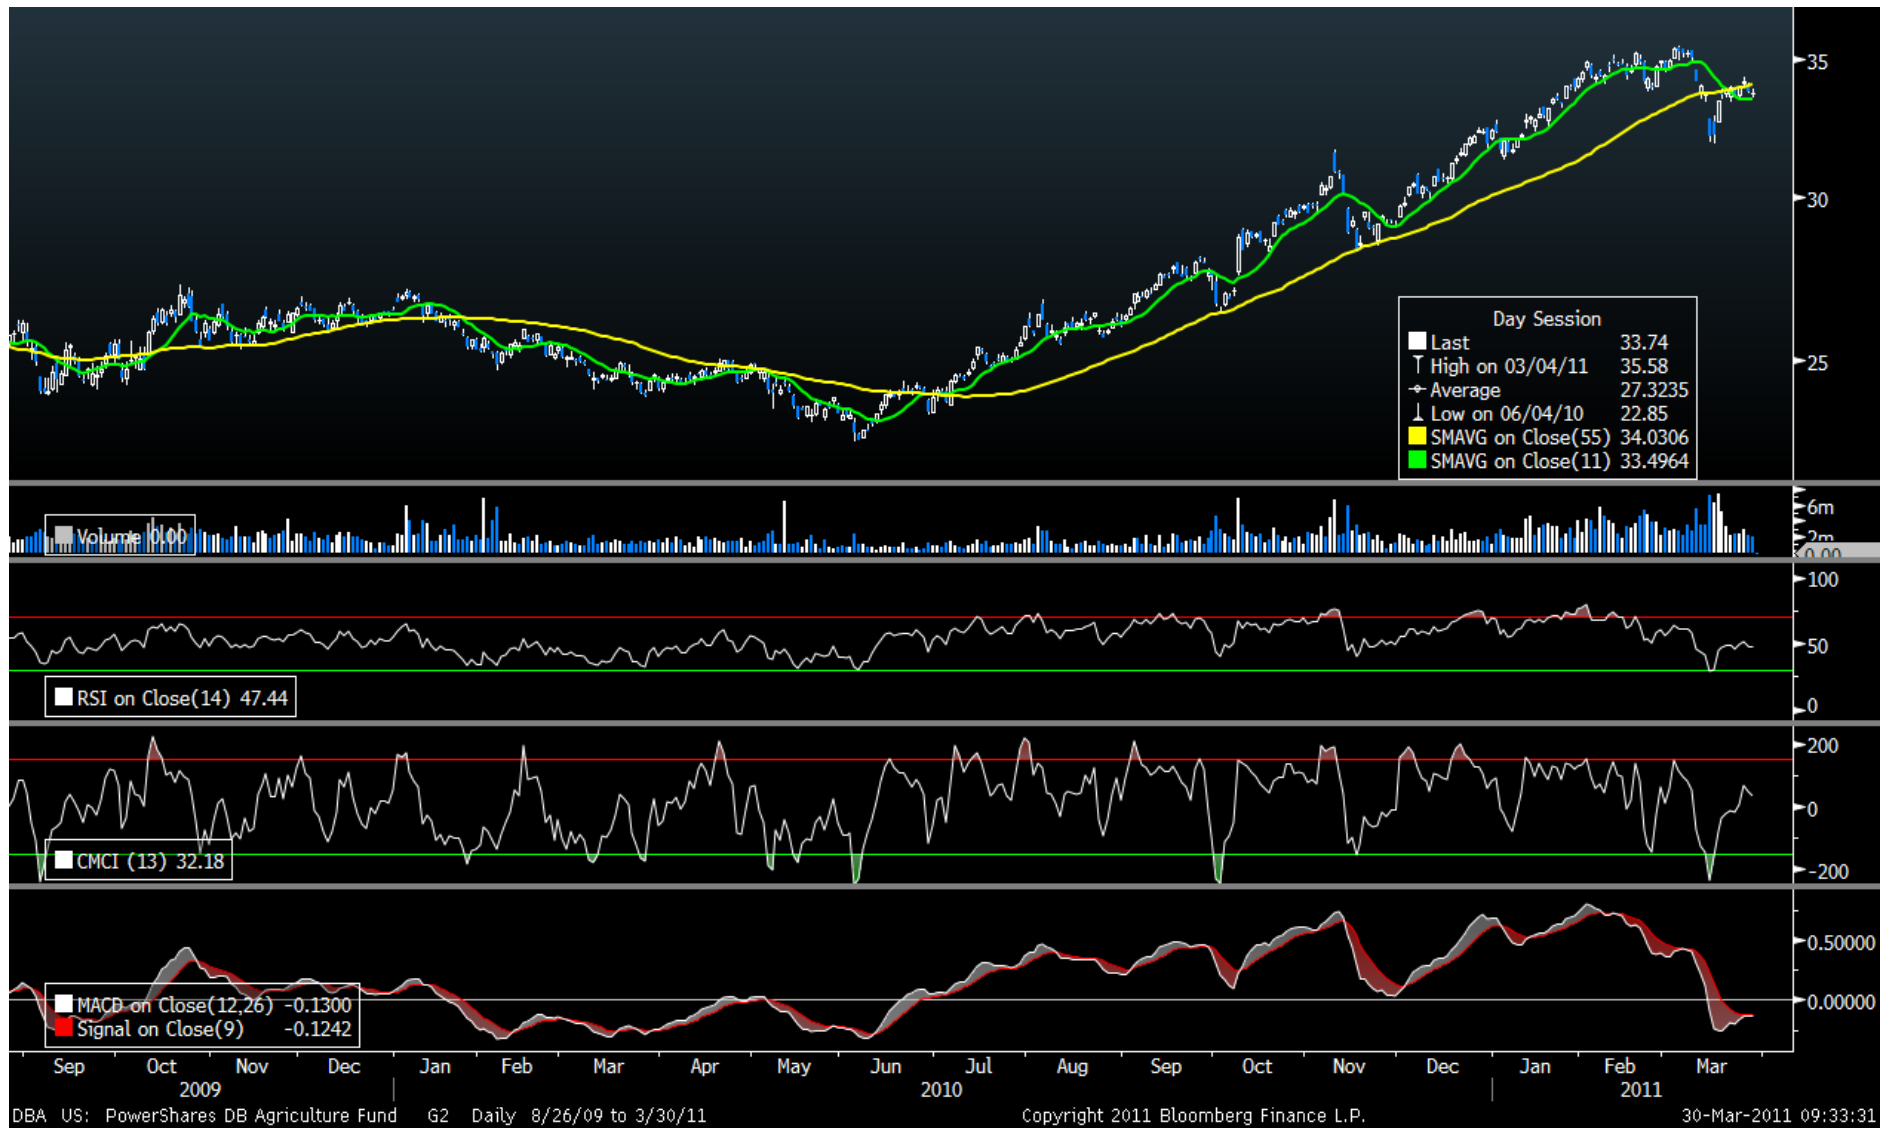 35
30
25
Day Session
Last 33.74
High on 03/04/11 35.58
Average 27.3235
Low on 06/04/10 22.85
SMAVG on Close(55) 34.0306
SMAVG on Close(11) 33.4964
6m
2m
0.00
Volume 0.00
100
50
0
RSI on Close(14) 47.44
200
0
-200
CMCI (13) 32.18
0.50000
0.00000
MACD on Close(12,26) -0.1300
Signal on Close(9) -0.1242
Sep Oct Nov Dec Jan Feb Mar Apr May Jun Jul Aug Sep Oct Nov Dec Jan Feb Mar
2009 2010 2011
DBA US: PowerShares DB Agriculture Fund G2 Daily 8/26/09 to 3/30/11 Copyright 2011 Bloomberg Finance L.P. 30-Mar-2011 09:33:31